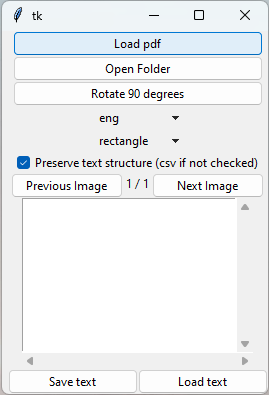 tk
Load pdf
Open Folder
Rotate 90 degrees
eng
rectangle
Preserve text structure (csv if not checked)
Previous Image 1 / 1 Next Image
Save text Load text